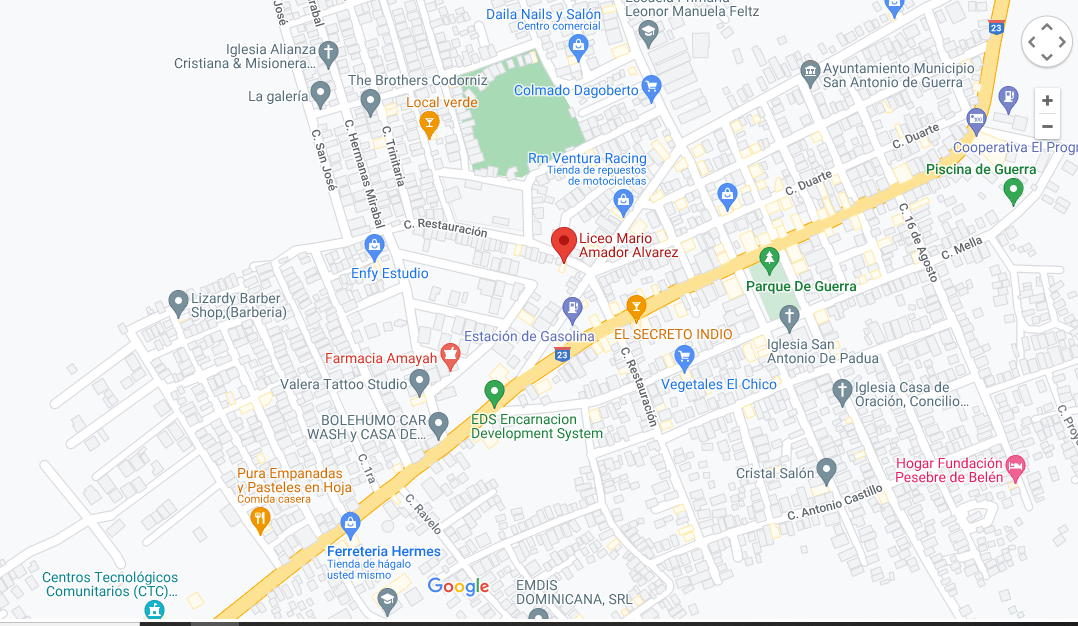 José
Mirabal
Daila Nails y Salón
Centro comercial
Leonor Manuela Feltz
23
Iglesia Alianza
Cristiana & Misionera...
The Brothers Codorniz
La galería
Local verde
Colmado Dagoberto
Ayuntamiento Municipio
San Antonio de Guerra
C. Duarte
Cooperativa El Progr
C. San José
C. Hermanas Mirabal
C. Trinitaria
Rm Ventura Racing
Tienda de repuestos
de motocicletas
C. Duarte
Piscina de Guerra
C. Restauración
Liceo Mario
Amador Alvarez
C. 16 de Agosto
C. Mella
Enfy Estudio
Parque De Guerra
Lizardy Barber
Shop,(Barberia)
Estación de Gasolina
EL SECRETO INDIO
Iglesia San
Antonio De Padua
23
Farmacia Amayah
Valera Tattoo Studio
C. Restauración
Vegetales El Chico
Iglesia Casa de
Oración, Concilio...
BOLEHUMO CAR
WASH y CASA DE...
EDS Encarnacion
Development System
C. Proye
Pura Empanadas
y Pasteles en Hoja
Comida casera
C. 1ra
C. Ravelo
Cristal Salón
Hogar Fundación
Pesebre de Belén
C. Antonio Castillo
Ferreteria Hermes
Tienda de hágalo
usted mismo
Centros Tecnológicos
Comunitarios (CTC)...
Google
EMDIS
DOMINICANA, SRL